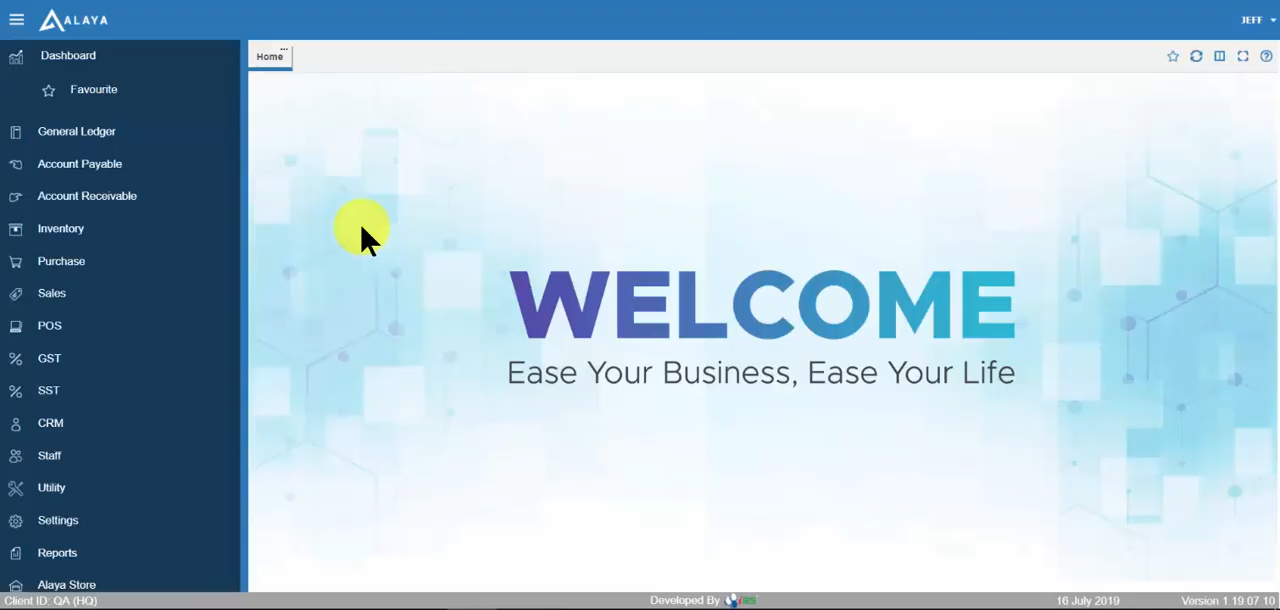 ALAYA
JEFF
Dashboard
Favourite
General Ledger
Account Payable
Account Receivable
Inventory
Purchase
Sales
POS
GST
SST
CRM
Staff
Utility
Settings
Reports
Alaya Store
Home
WELCOME
Ease Your Business, Ease Your Life
Client ID: QA (HQ)
Developed By
16 July 2019
Version 1.19.07.10